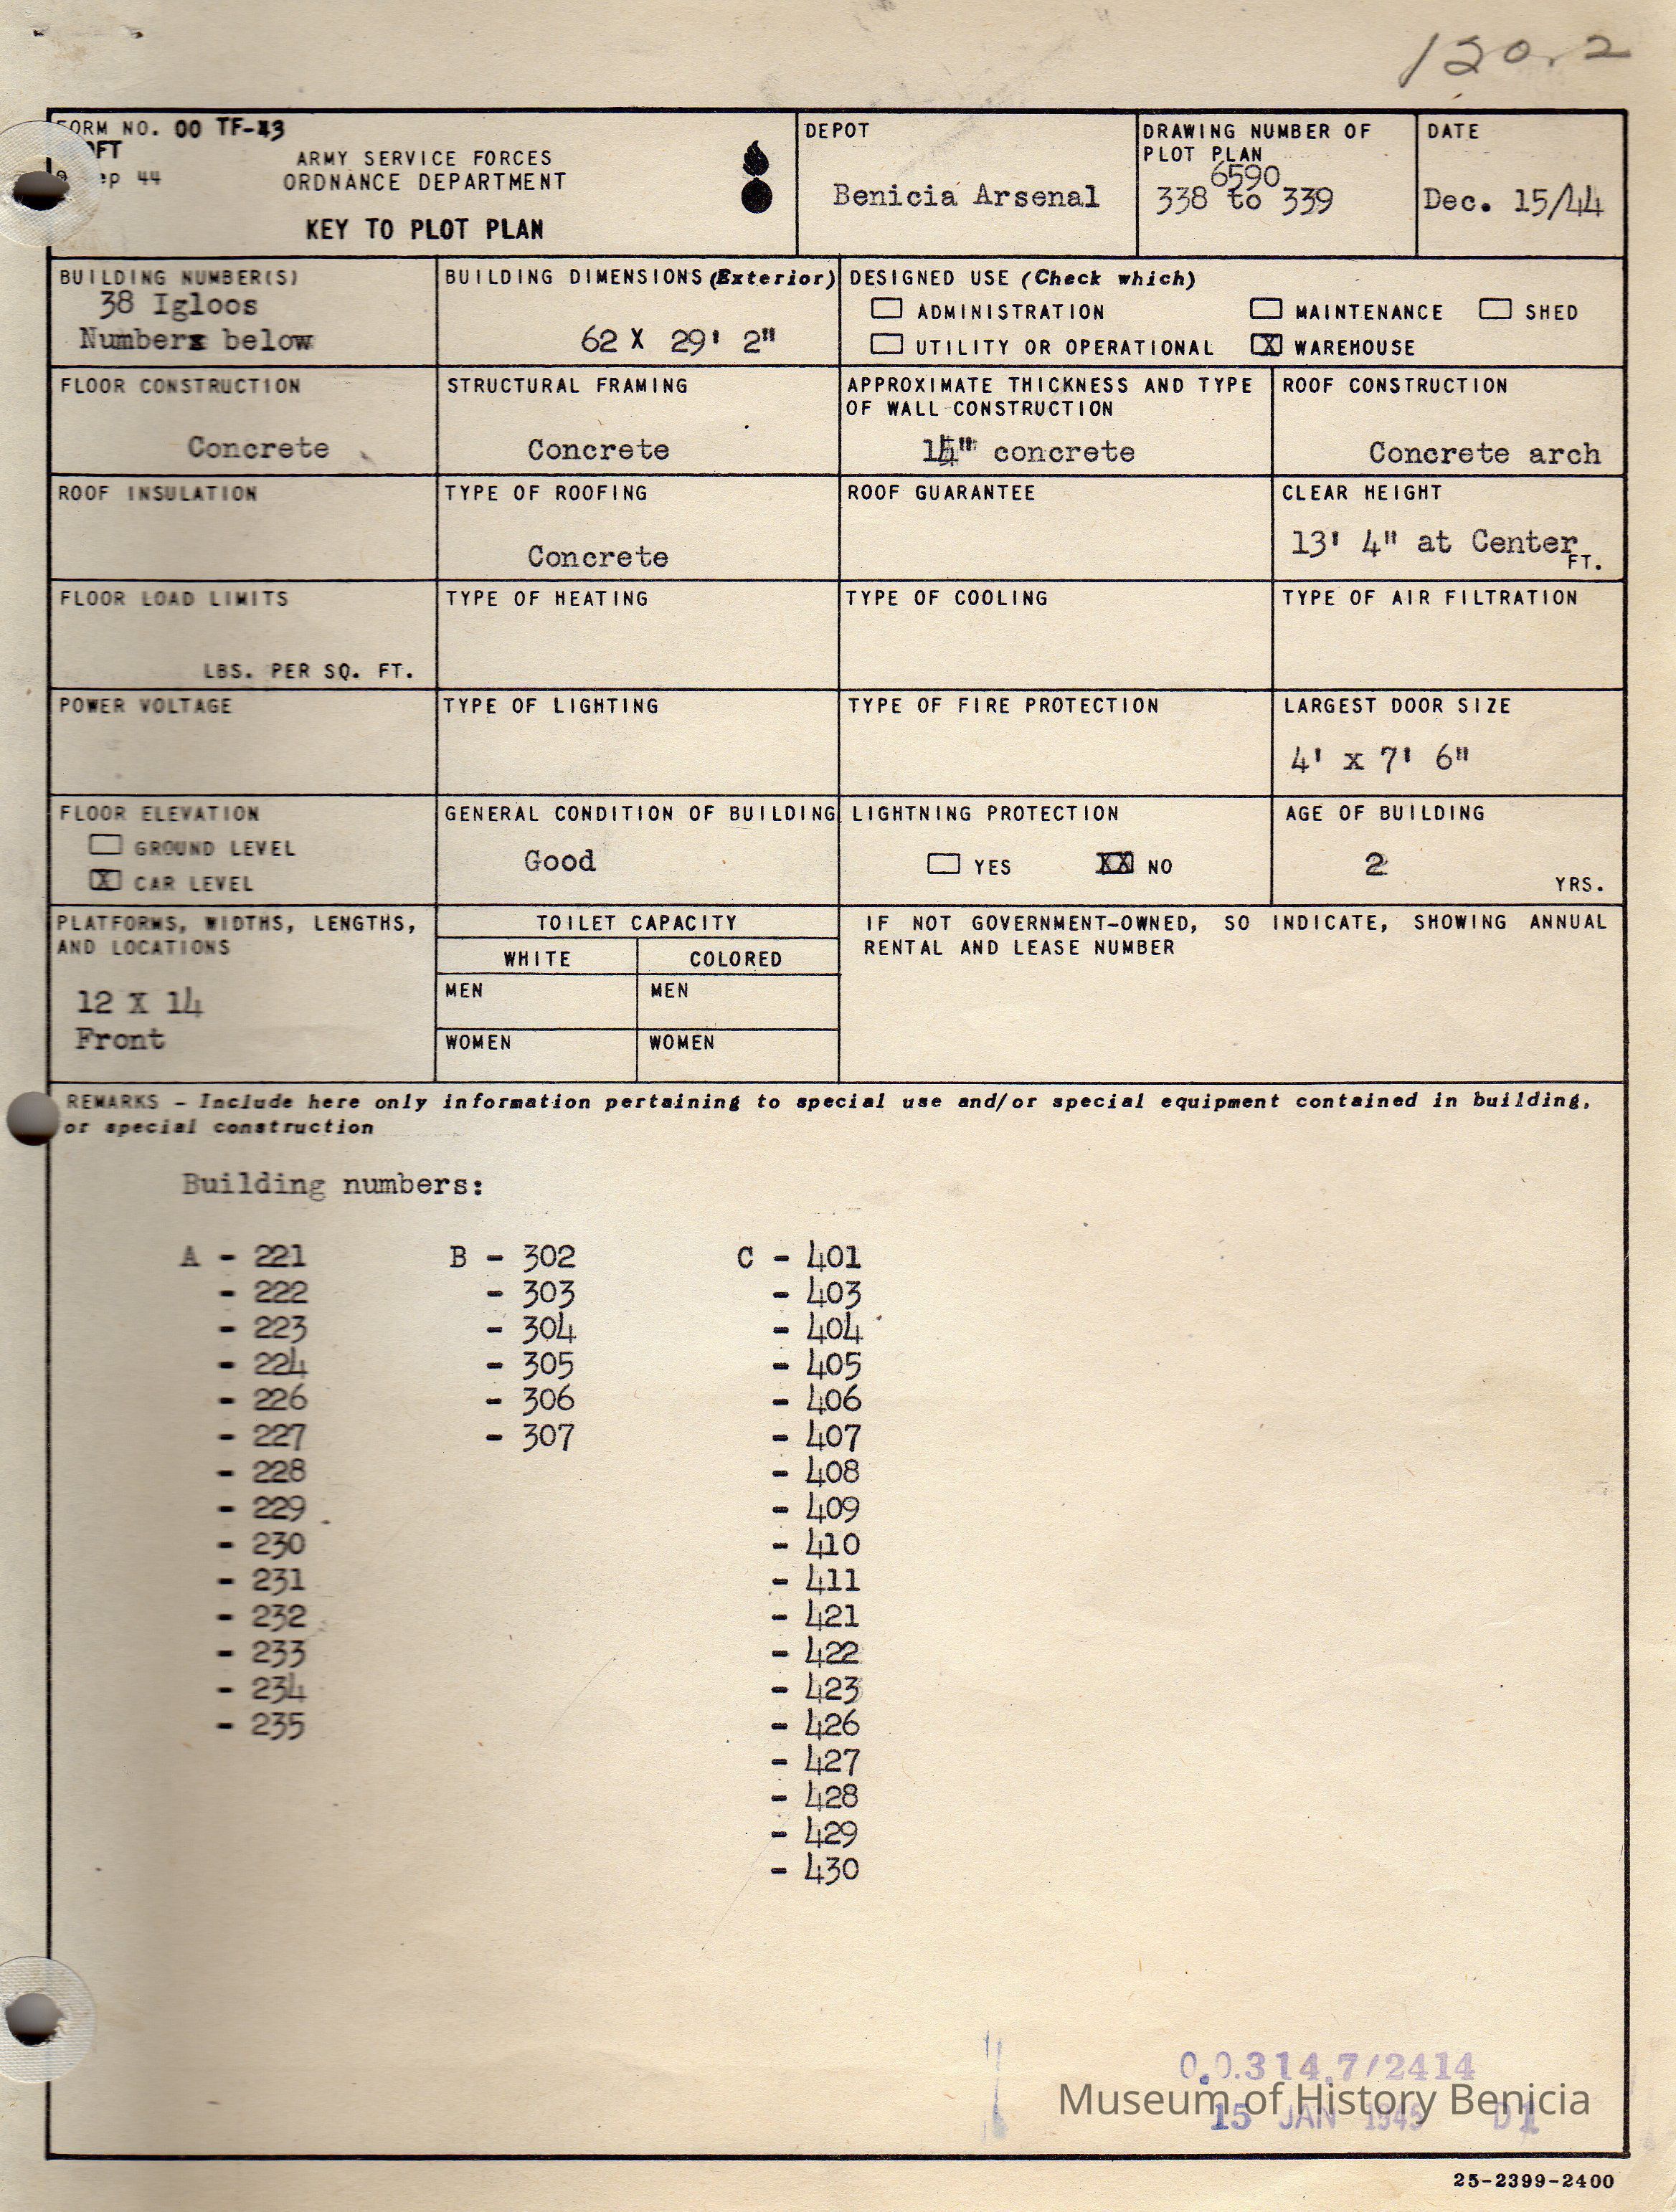 120.2
FORM NO. 00 TF-13
ep 44
ARMY SERVICE FORCES
ORDNANCE DEPARTMENT
KEY TO PLOT PLAN
DEPOT
Benicia Arsenal
DRAWING NUMBER OF
PLOT PLAN
6590
338 to 339
DATE
Dec. 15/44
BUILDING NUMBER(S)
38 Igloos
Numbers below
BUILDING DIMENSIONS (Exterior)
62 X 29' 2"
DESIGNED USE (Check which)
ADMINISTRATION
MAINTENANCE
SHED
UTILITY OR OPERATIONAL
X WAREHOUSE
FLOOR CONSTRUCTION
Concrete
STRUCTURAL FRAMING
Concrete
APPROXIMATE THICKNESS AND TYPE
OF WALL CONSTRUCTION
concrete
ROOF CONSTRUCTION
Concrete arch
ROOF INSULATION
TYPE OF ROOFING
Concrete
ROOF GUARANTEE
CLEAR HEIGHT
13' 4" at Center
FT.
FLOOR LOAD LIMITS
LBS. PER SQ. FT.
TYPE OF HEATING
TYPE OF COOLING
TYPE OF AIR FILTRATION
POWER VOLTAGE
TYPE OF LIGHTING
TYPE OF FIRE PROTECTION
LARGEST DOOR SIZE
4' x 7' 6"
FLOOR ELEVATION
GROUND LEVEL
X CAR LEVEL
GENERAL CONDITION OF BUILDING
Good
LIGHTNING PROTECTION
YES
XX NO
AGE OF BUILDING
2
YRS.
PLATFORMS, WIDTHS, LENGTHS,
AND LOCATIONS
12 X 14
Front
TOILET CAPACITY
WHITE
COLORED
MEN
MEN
WOMEN
WOMEN
IF NOT GOVERNMENT-OWNED, SO INDICATE, SHOWING ANNUAL
RENTAL AND LEASE NUMBER
REMARKS - Include here only information pertaining to special use and/or special equipment contained in building,
or special construction
Building numbers:
A - 221 B - 302 C - 401
- 222 - 303 - 403
- 223 - 304 - 404
- 224 - 305 - 405
- 226 - 306 - 406
- 227 - 307 - 407
- 228 - 408
- 229 - 409
- 230 - 410
- 231 - 411
- 232 - 421
- 233 - 422
- 234 - 423
- 235 - 426
- 427
- 428
- 429
- 430
O.O.314.7/2414
Museum of History Benicia
15 JAN 1945 D1
25-2399-2400